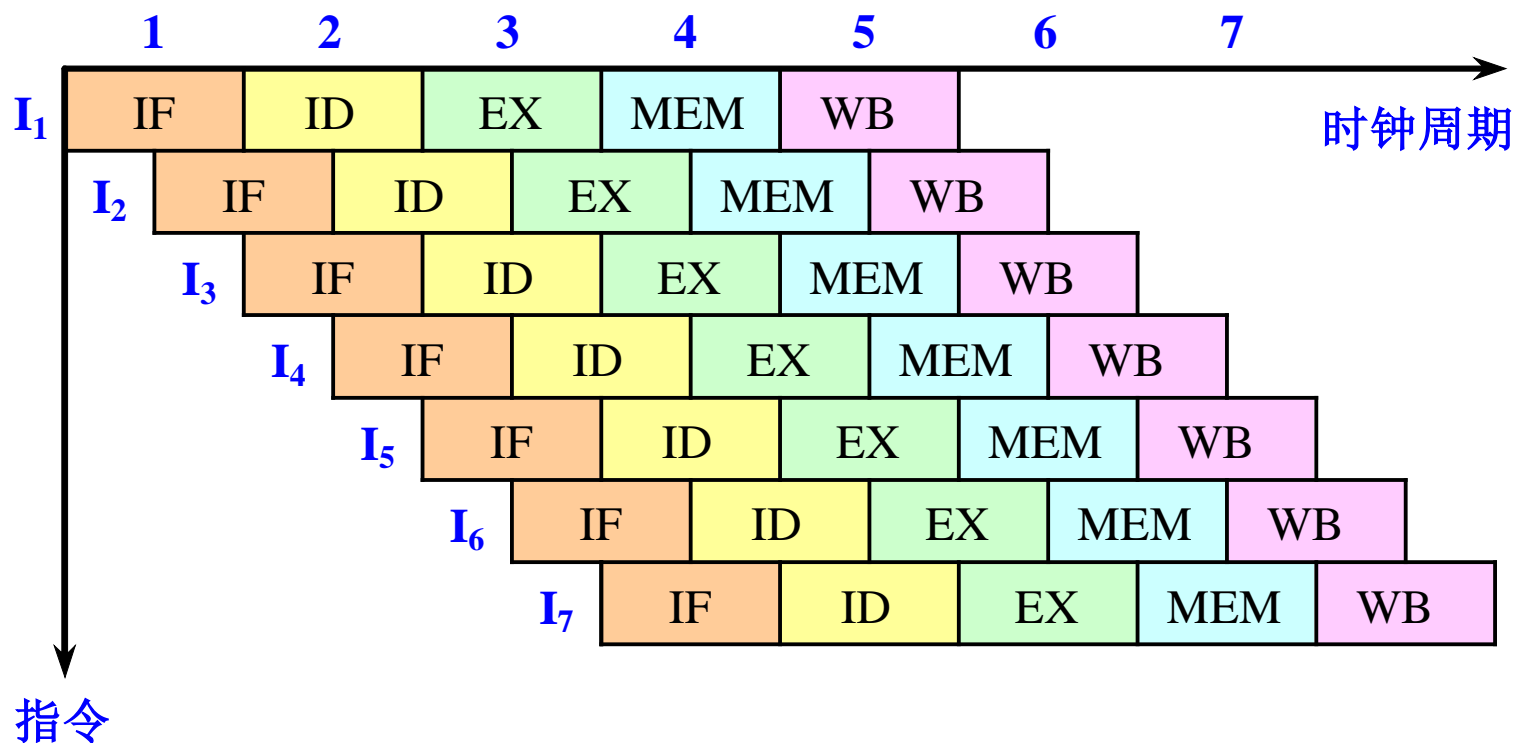 1 2 3 4 5 6 7
时钟周期
I1 IF ID EX MEM WB
I2 IF ID EX MEM WB
I3 IF ID EX MEM WB
I4 IF ID EX MEM WB
I5 IF ID EX MEM WB
I6 IF ID EX MEM WB
I7 IF ID EX MEM WB
指令